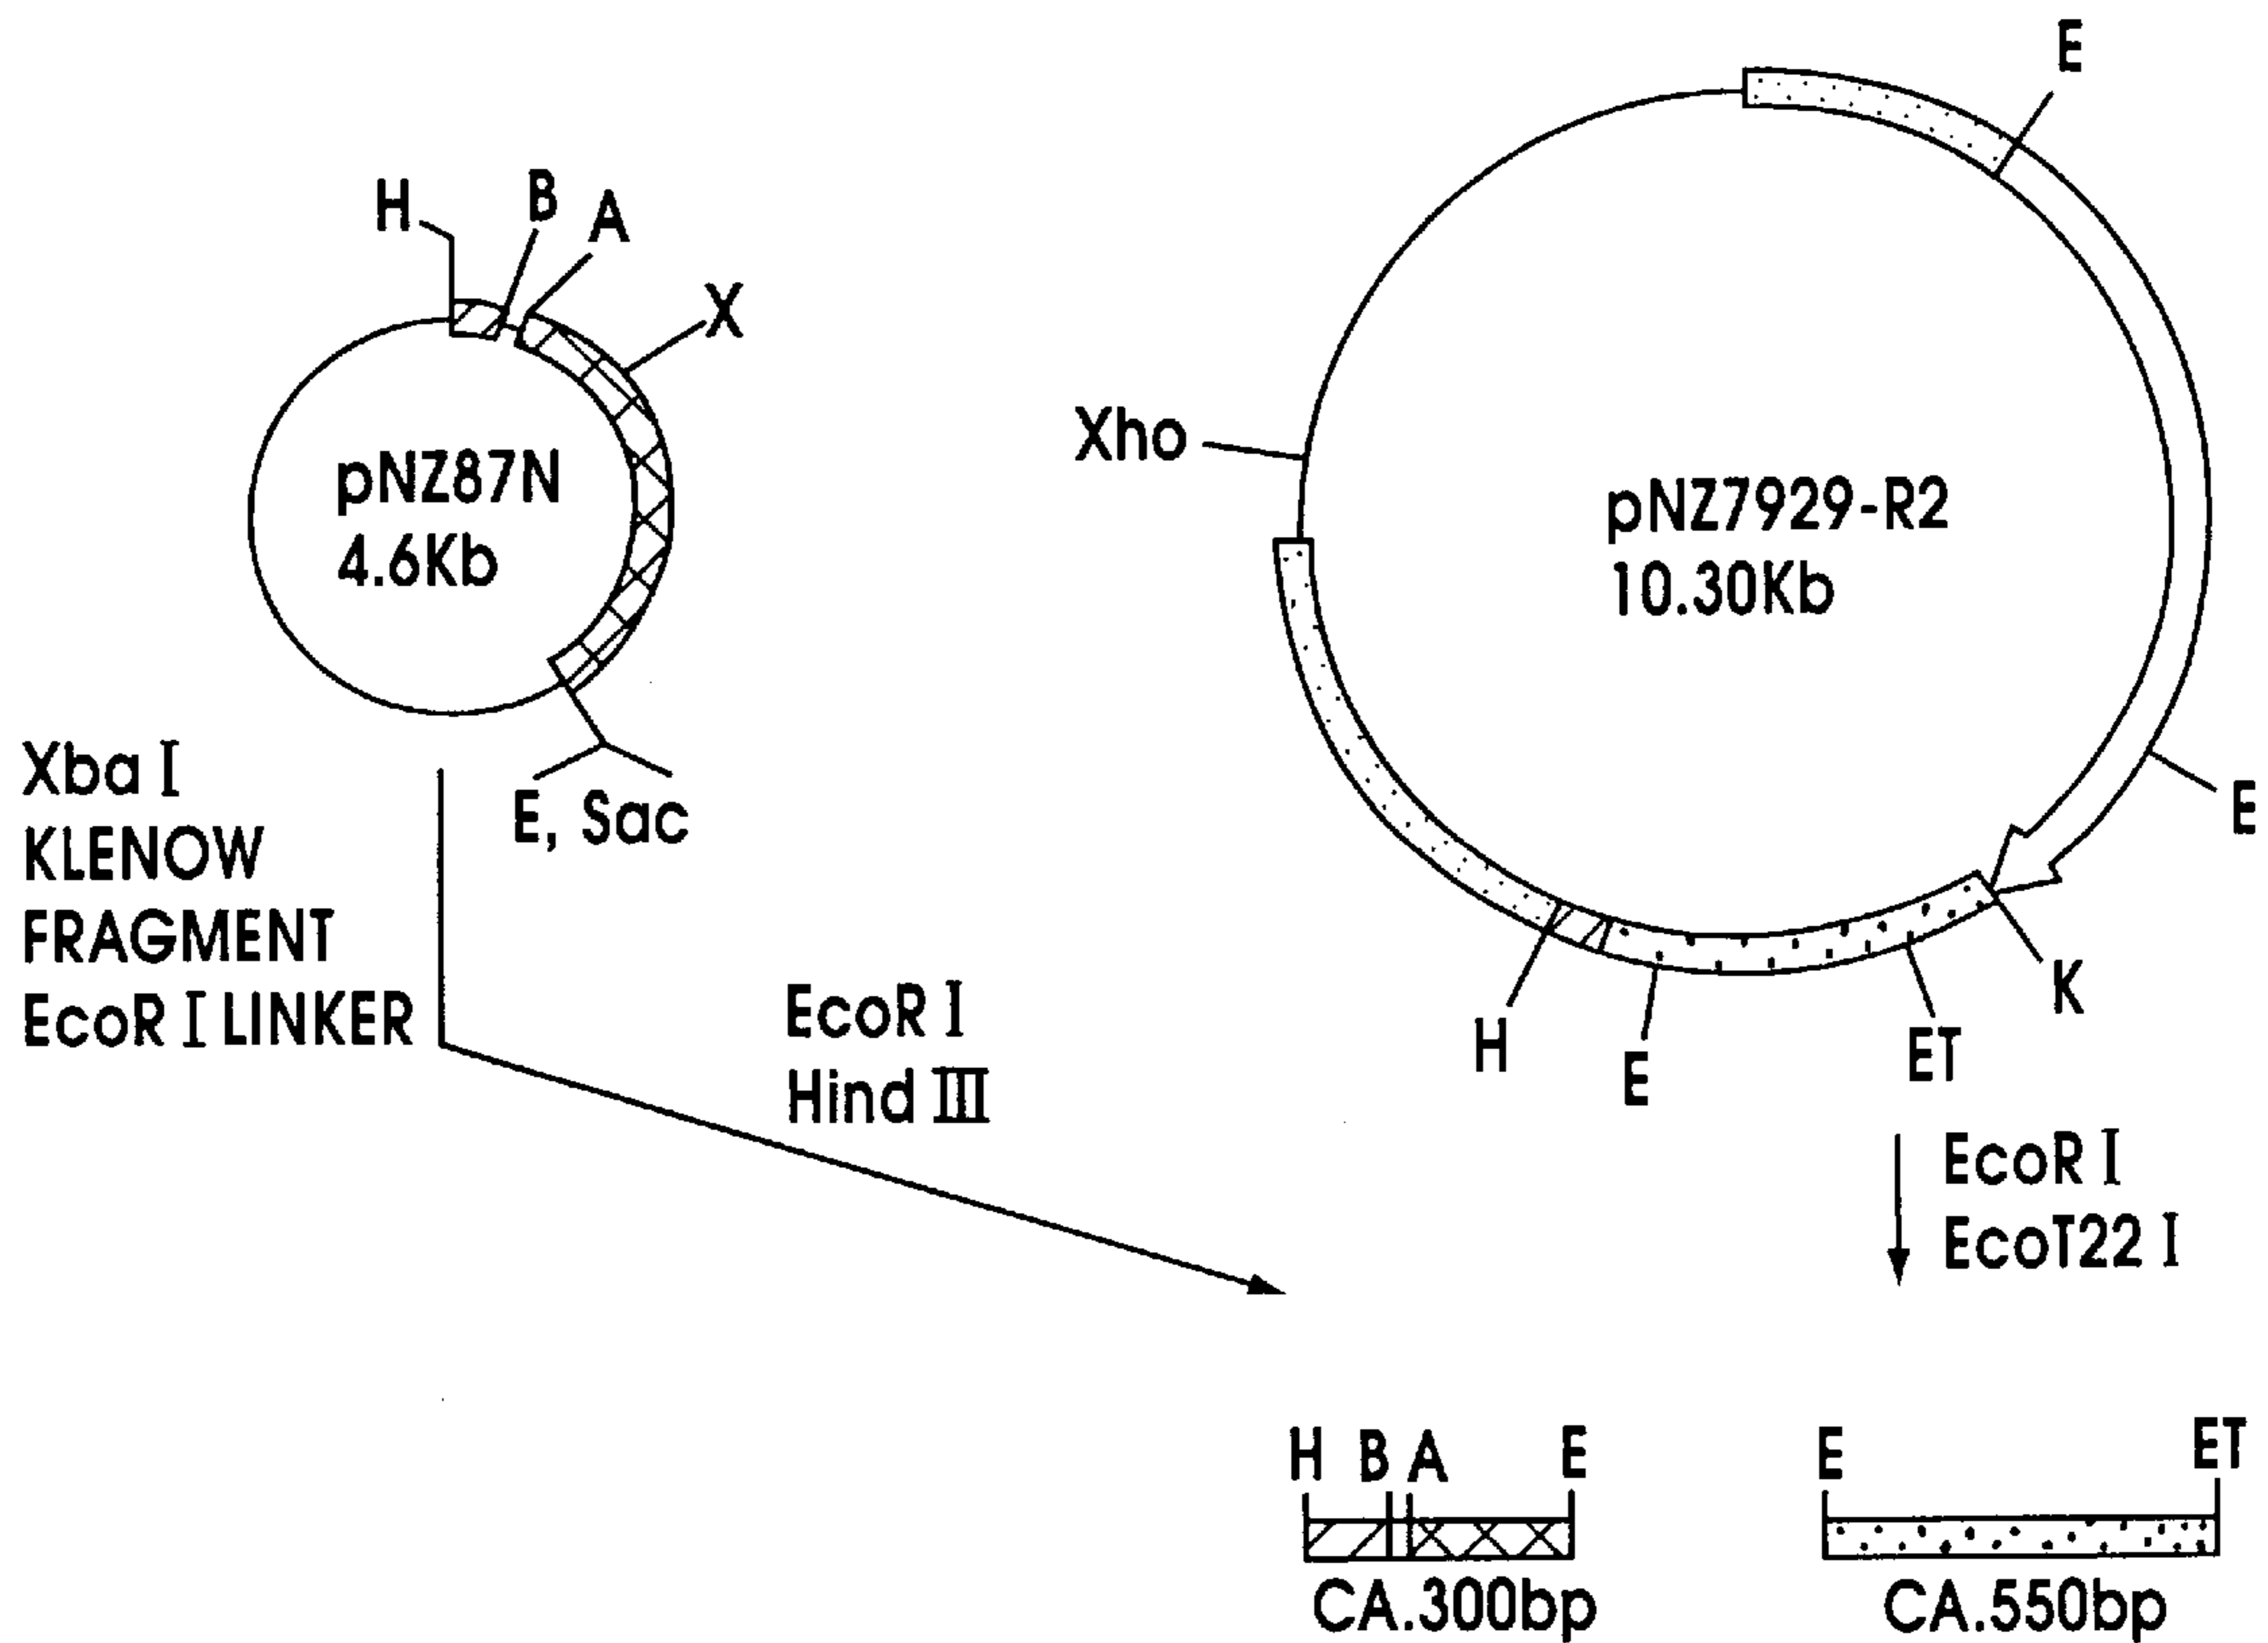 E
H
B
A
X
pNZ87N
4.6Kb
E, Sac
Xho
pNZ7929-R2
10.30Kb
E
K
ET
E
H
Xba I
KLENOW
FRAGMENT
EcoR I LINKER
EcoR I
Hind III
EcoR I
EcoT22 I
H B A E
CA.300bp
E ET
CA.550bp